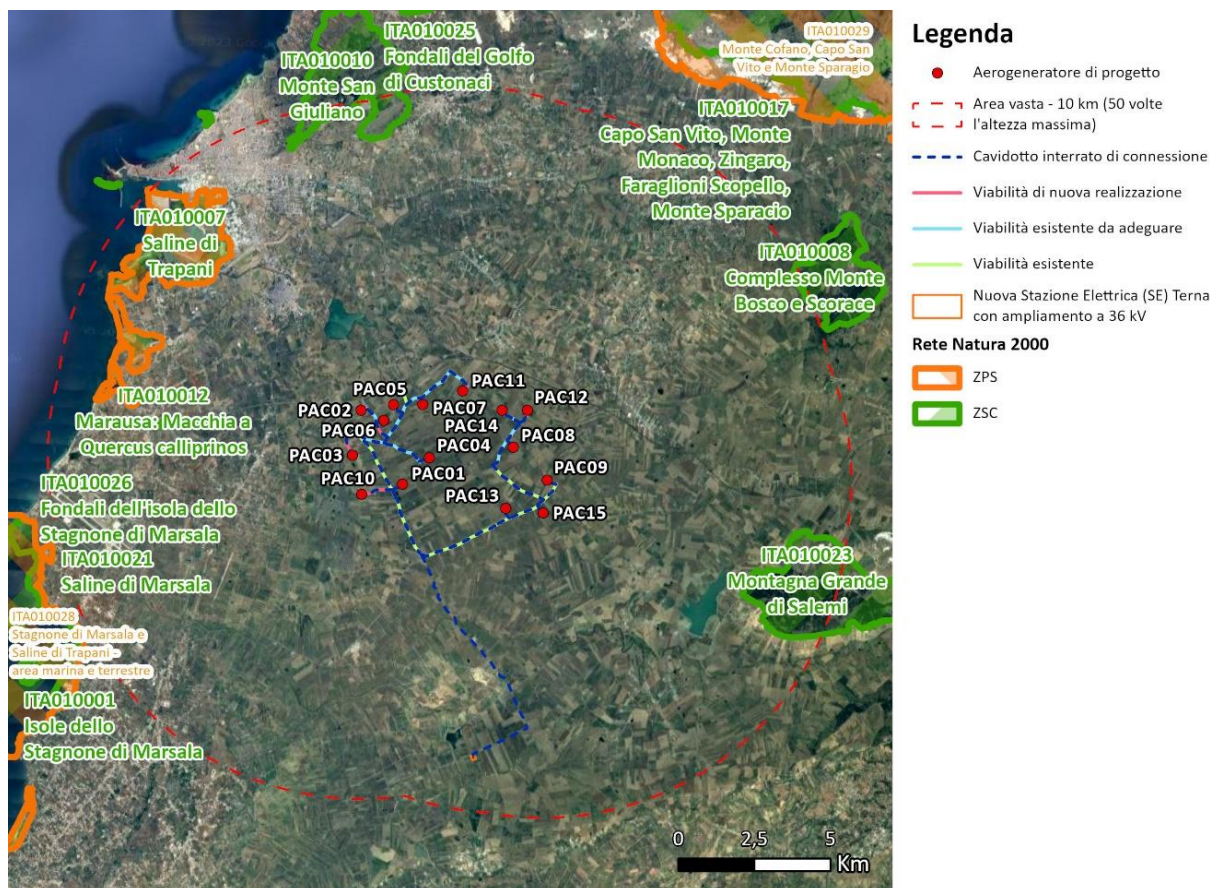 ITA010025
Fondali del Golfo
di Custonaci
ITA010010
Monte San
Giuliano
ITA010029
Monte Cofano, Capo San
Vito e Monte Sparagio
ITA010017
Capo San Vito, Monte
Monaco, Zingaro,
Faraglioni Scopello,
Monte Sparacio
ITA010007
Saline di
Trapani
ITA010008
Complesso Monte
Bosco e Scorace
ITA010012
Marausa: Macchia a
Quercus calliprinos
PAC05
PAC11
PAC02
PAC07
PAC12
PAC06
PAC14
PAC04
PAC08
PAC03
PAC01
PAC09
PAC10
PAC13
PAC15
ITA010026
Fondali dell'isola dello
Stagnone di Marsala
ITA010021
Saline di Marsala
ITA010023
Montagna Grande
di Salemi
ITA010028
Stagnone di Marsala e
Saline di Trapani -
area marina e terrestre
ITA010001
Isole dello
Stagnone di Marsala
0 2,5 5
Km
Legenda
Aerogeneratore di progetto
Area vasta - 10 km (50 volte
l'altezza massima)
Cavidotto interrato di connessione
Viabilità di nuova realizzazione
Viabilità esistente da adeguare
Viabilità esistente
Nuova Stazione Elettrica (SE) Terna
con ampliamento a 36 kV
Rete Natura 2000
ZPS
ZSC